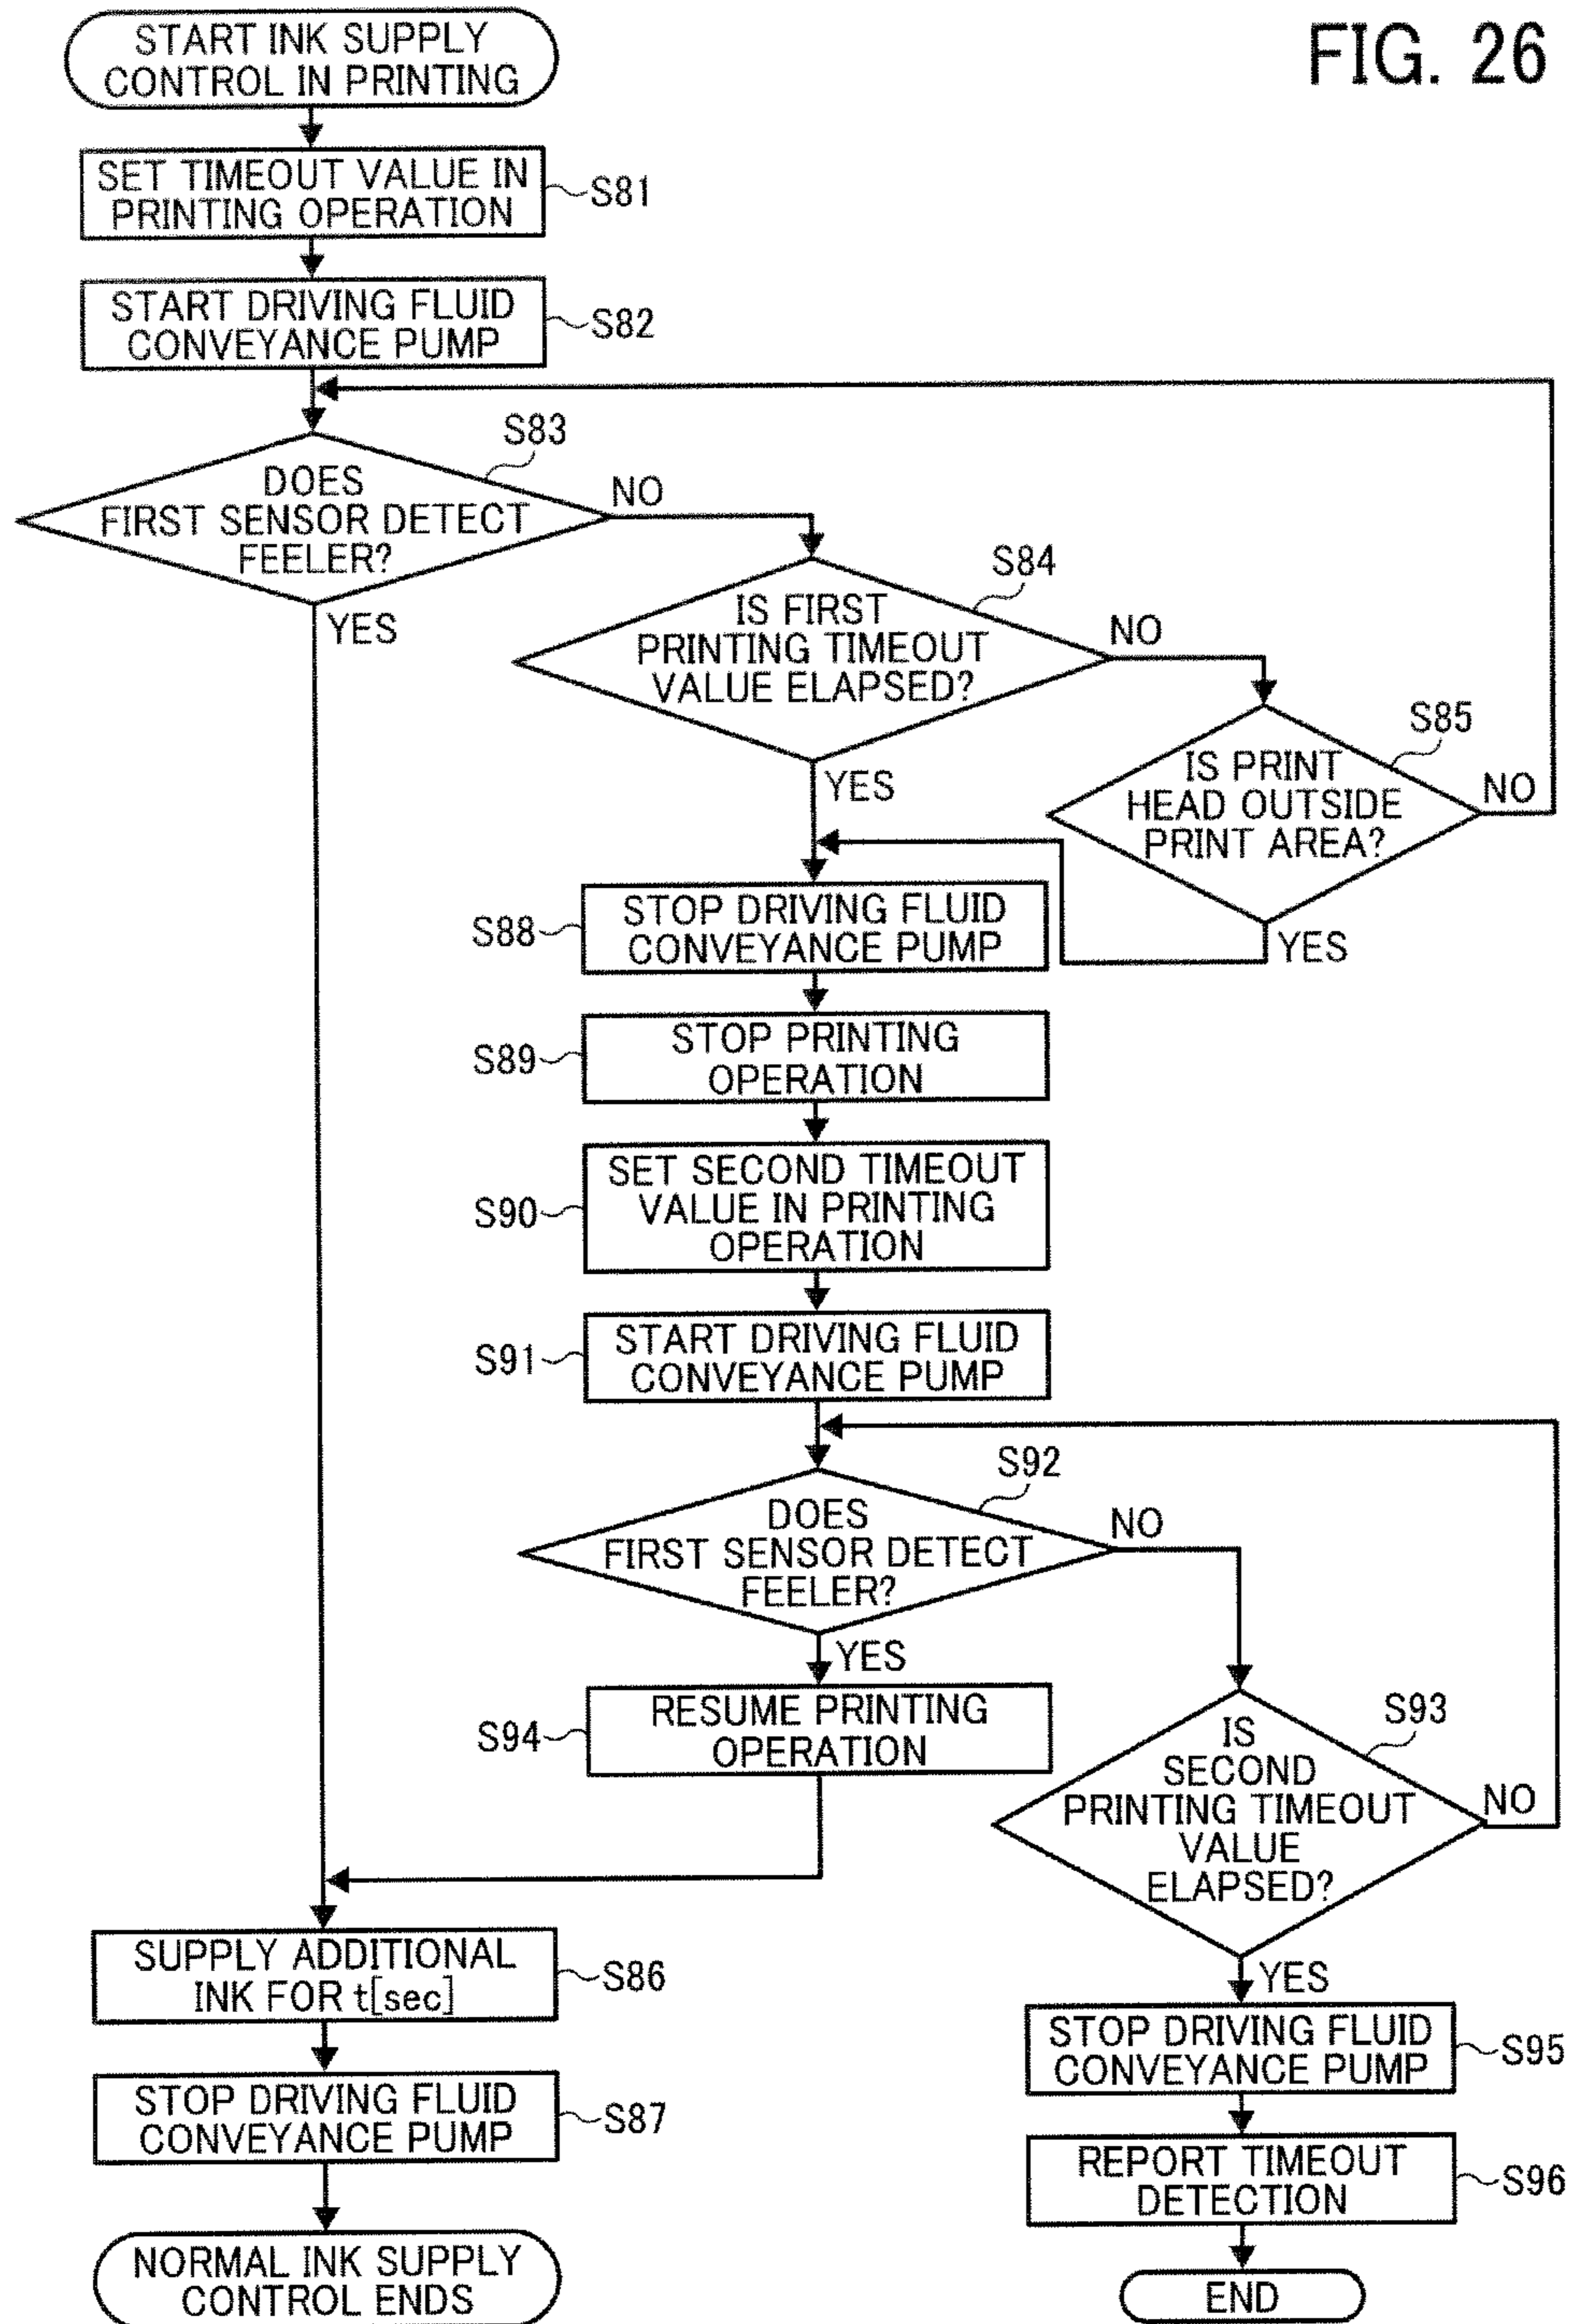 FIG. 26
START INK SUPPLY
CONTROL IN PRINTING
SET TIMEOUT VALUE IN
PRINTING OPERATION
S81
START DRIVING FLUID
CONVEYANCE PUMP
S82
S83
DOES
FIRST SENSOR DETECT
FEELER?
NO
YES
S84
IS FIRST
PRINTING TIMEOUT
VALUE ELAPSED?
NO
YES
S85
IS PRINT
HEAD OUTSIDE
PRINT AREA?
NO
YES
S88
STOP DRIVING FLUID
CONVEYANCE PUMP
S89
STOP PRINTING
OPERATION
S90
SET SECOND TIMEOUT
VALUE IN PRINTING
OPERATION
S91
START DRIVING FLUID
CONVEYANCE PUMP
S92
DOES
FIRST SENSOR DETECT
FEELER?
NO
YES
S94
RESUME PRINTING
OPERATION
S93
IS
SECOND
PRINTING TIMEOUT
VALUE
ELAPSED?
NO
YES
SUPPLY ADDITIONAL
INK FOR t[sec]
S86
STOP DRIVING FLUID
CONVEYANCE PUMP
S87
NORMAL INK SUPPLY
CONTROL ENDS
STOP DRIVING FLUID
CONVEYANCE PUMP
S95
REPORT TIMEOUT
DETECTION
S96
END